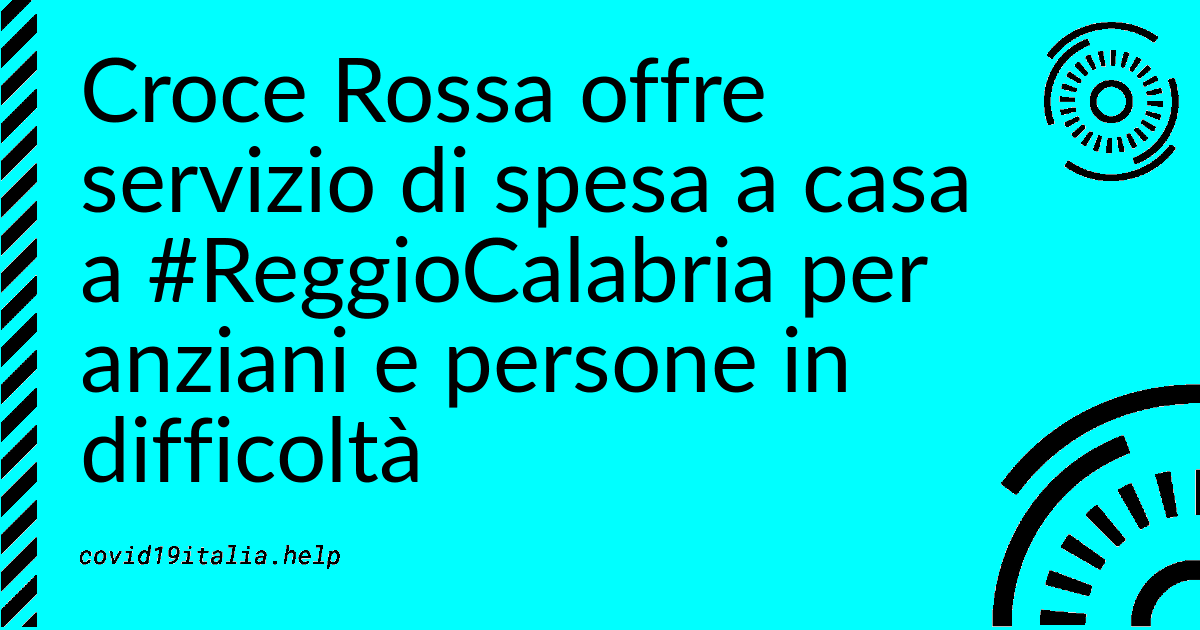 Croce Rossa offre
servizio di spesa a casa
a #ReggioCalabria per
anziani e persone in
difficoltà
covid19italia.help